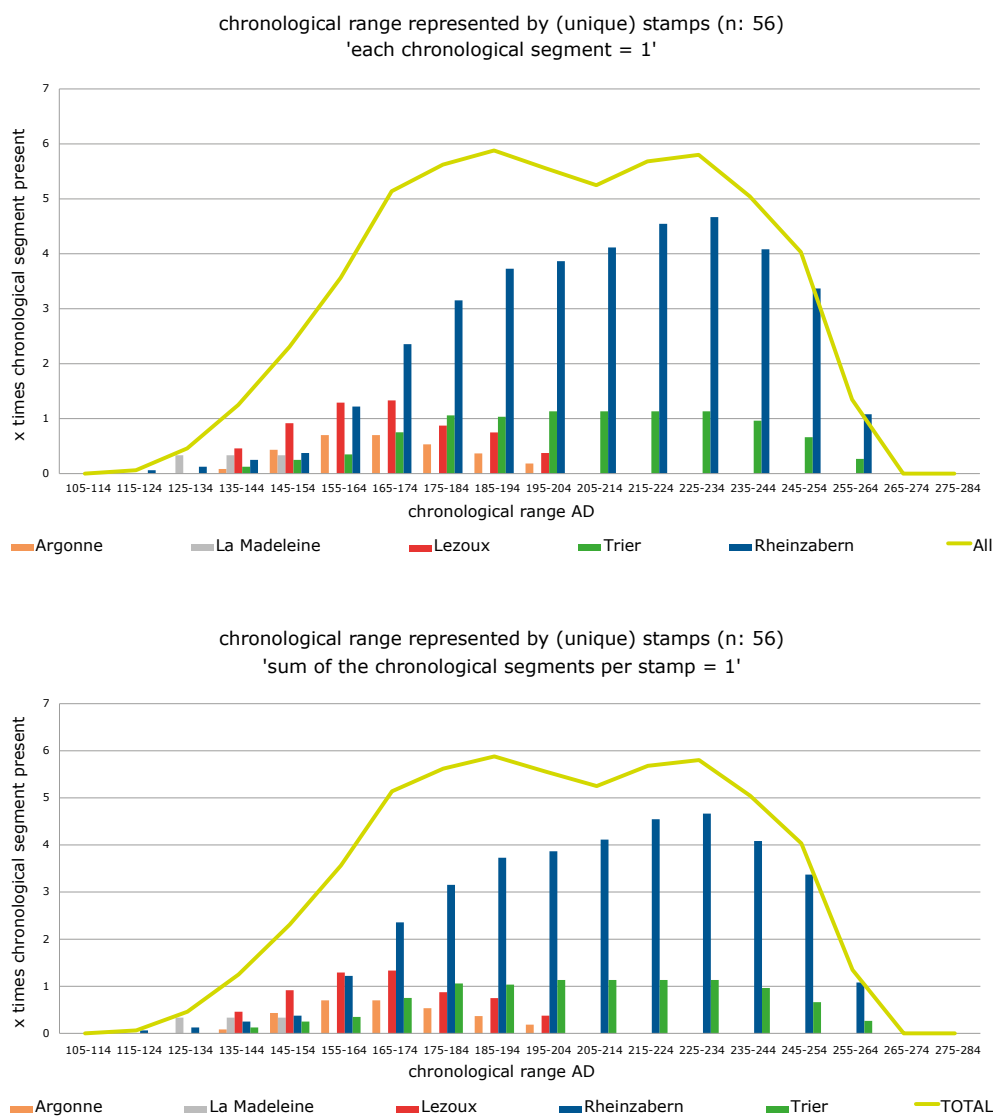 chronological range represented by (unique) stamps (n: 56)
'each chronological segment = 1'
7
6
5
4
3
2
1
0
x times chronological segment present
105-114 115-124 125-134 135-144 145-154 155-164 165-174 175-184 185-194 195-204 205-214 215-224 225-234 235-244 245-254 255-264 265-274 275-284
chronological range AD
Argonne La Madeleine Lezoux Trier Rheinzabern All
chronological range represented by (unique) stamps (n: 56)
'sum of the chronological segments per stamp = 1'
7
6
5
4
3
2
1
0
x times chronological segment present
105-114 115-124 125-134 135-144 145-154 155-164 165-174 175-184 185-194 195-204 205-214 215-224 225-234 235-244 245-254 255-264 265-274 275-284
chronological range AD
Argonne La Madeleine Lezoux Rheinzabern Trier TOTAL